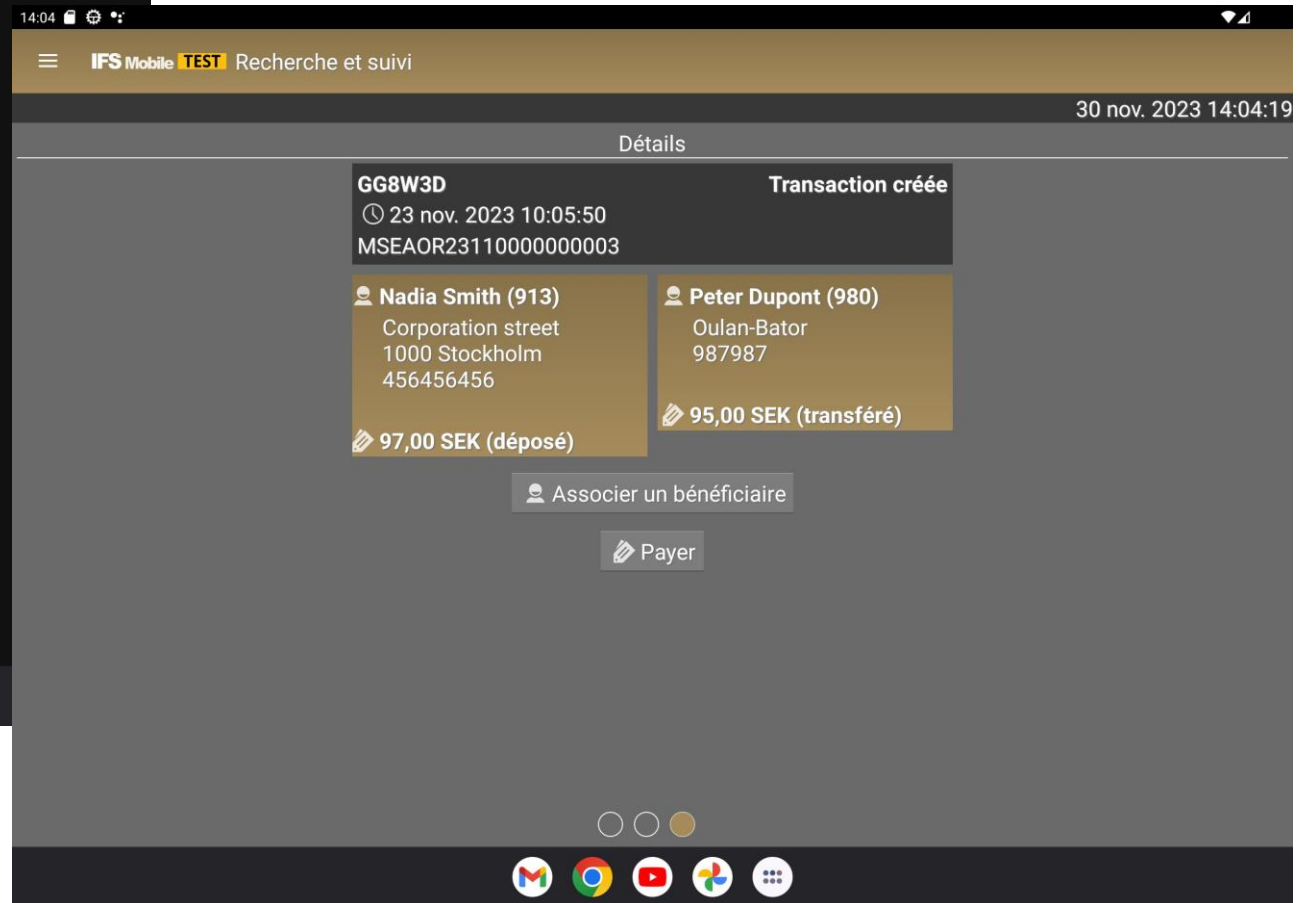 14:04
IFS Mobile TEST Recherche et suivi
30 nov. 2023 14:04:19
Détails
GG8W3D Transaction créée
23 nov. 2023 10:05:50
MSEAOR23110000000003
Nadia Smith (913)
Corporation street
1000 Stockholm
456456456
97,00 SEK (déposé)
Peter Dupont (980)
Oulan-Bator
987987
95,00 SEK (transféré)
Associer un bénéficiaire
Payer